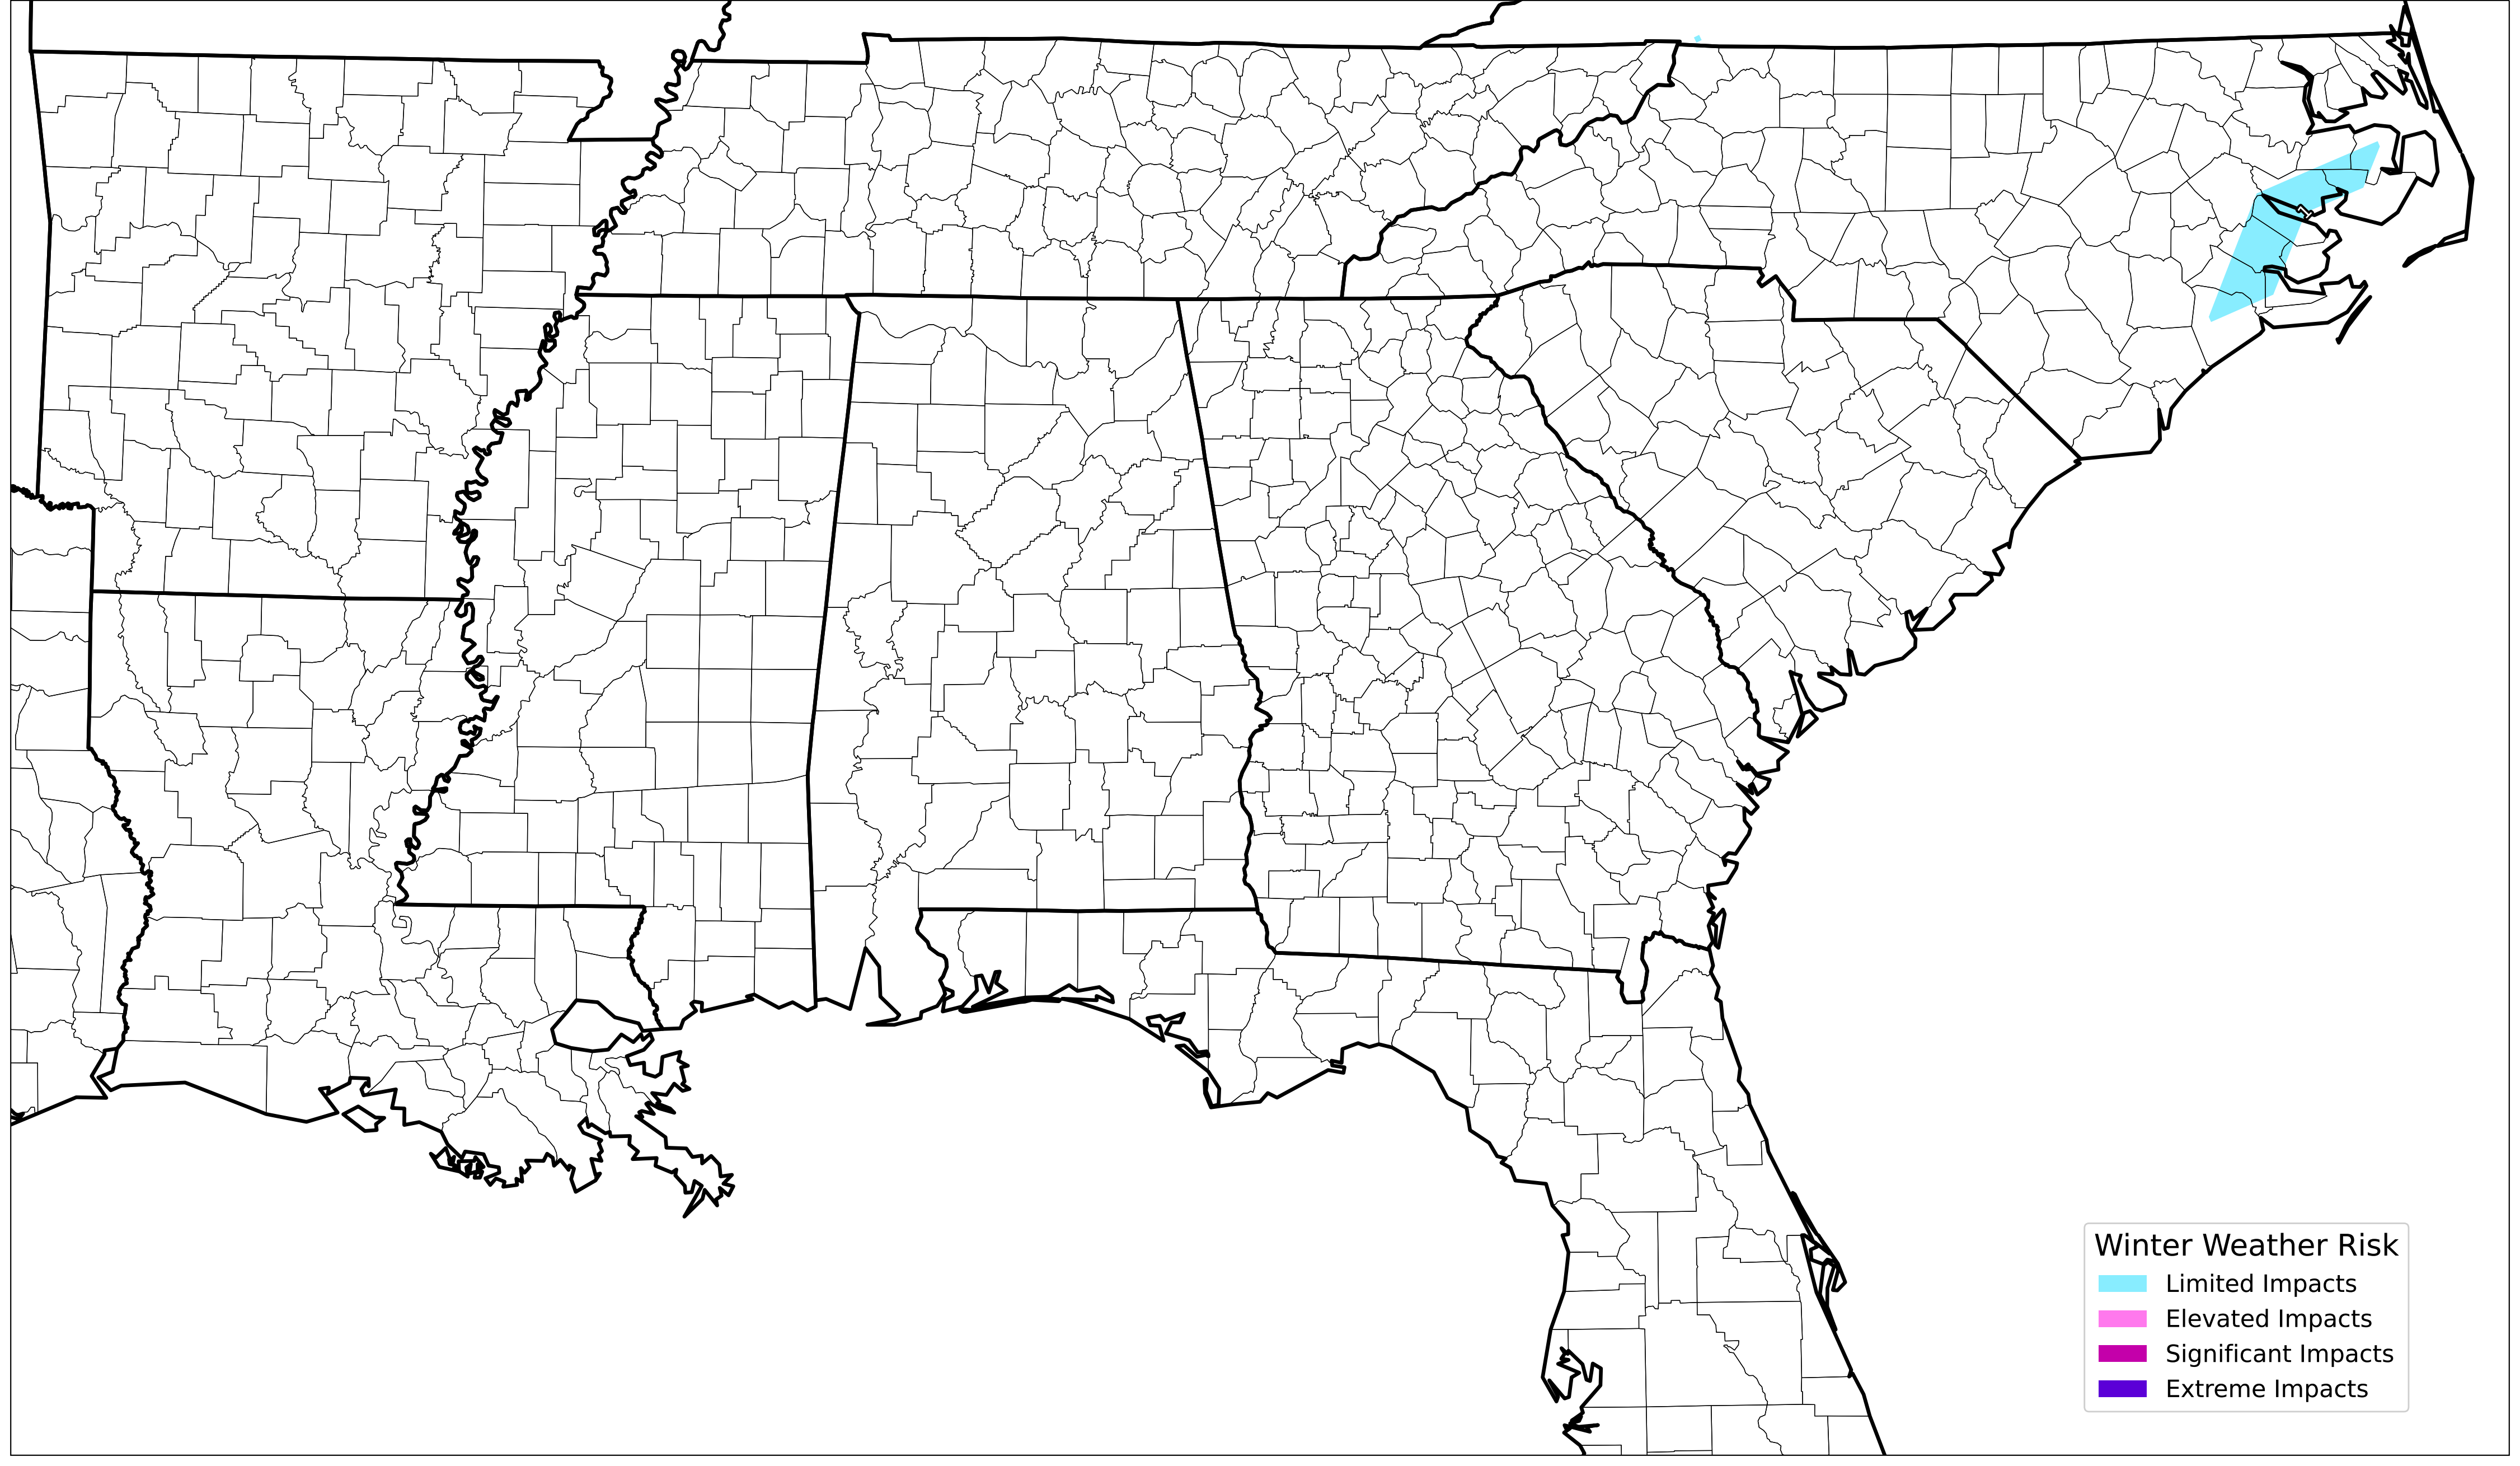 Winter Weather Risk
Limited Impacts
Elevated Impacts
Significant Impacts
Extreme Impacts